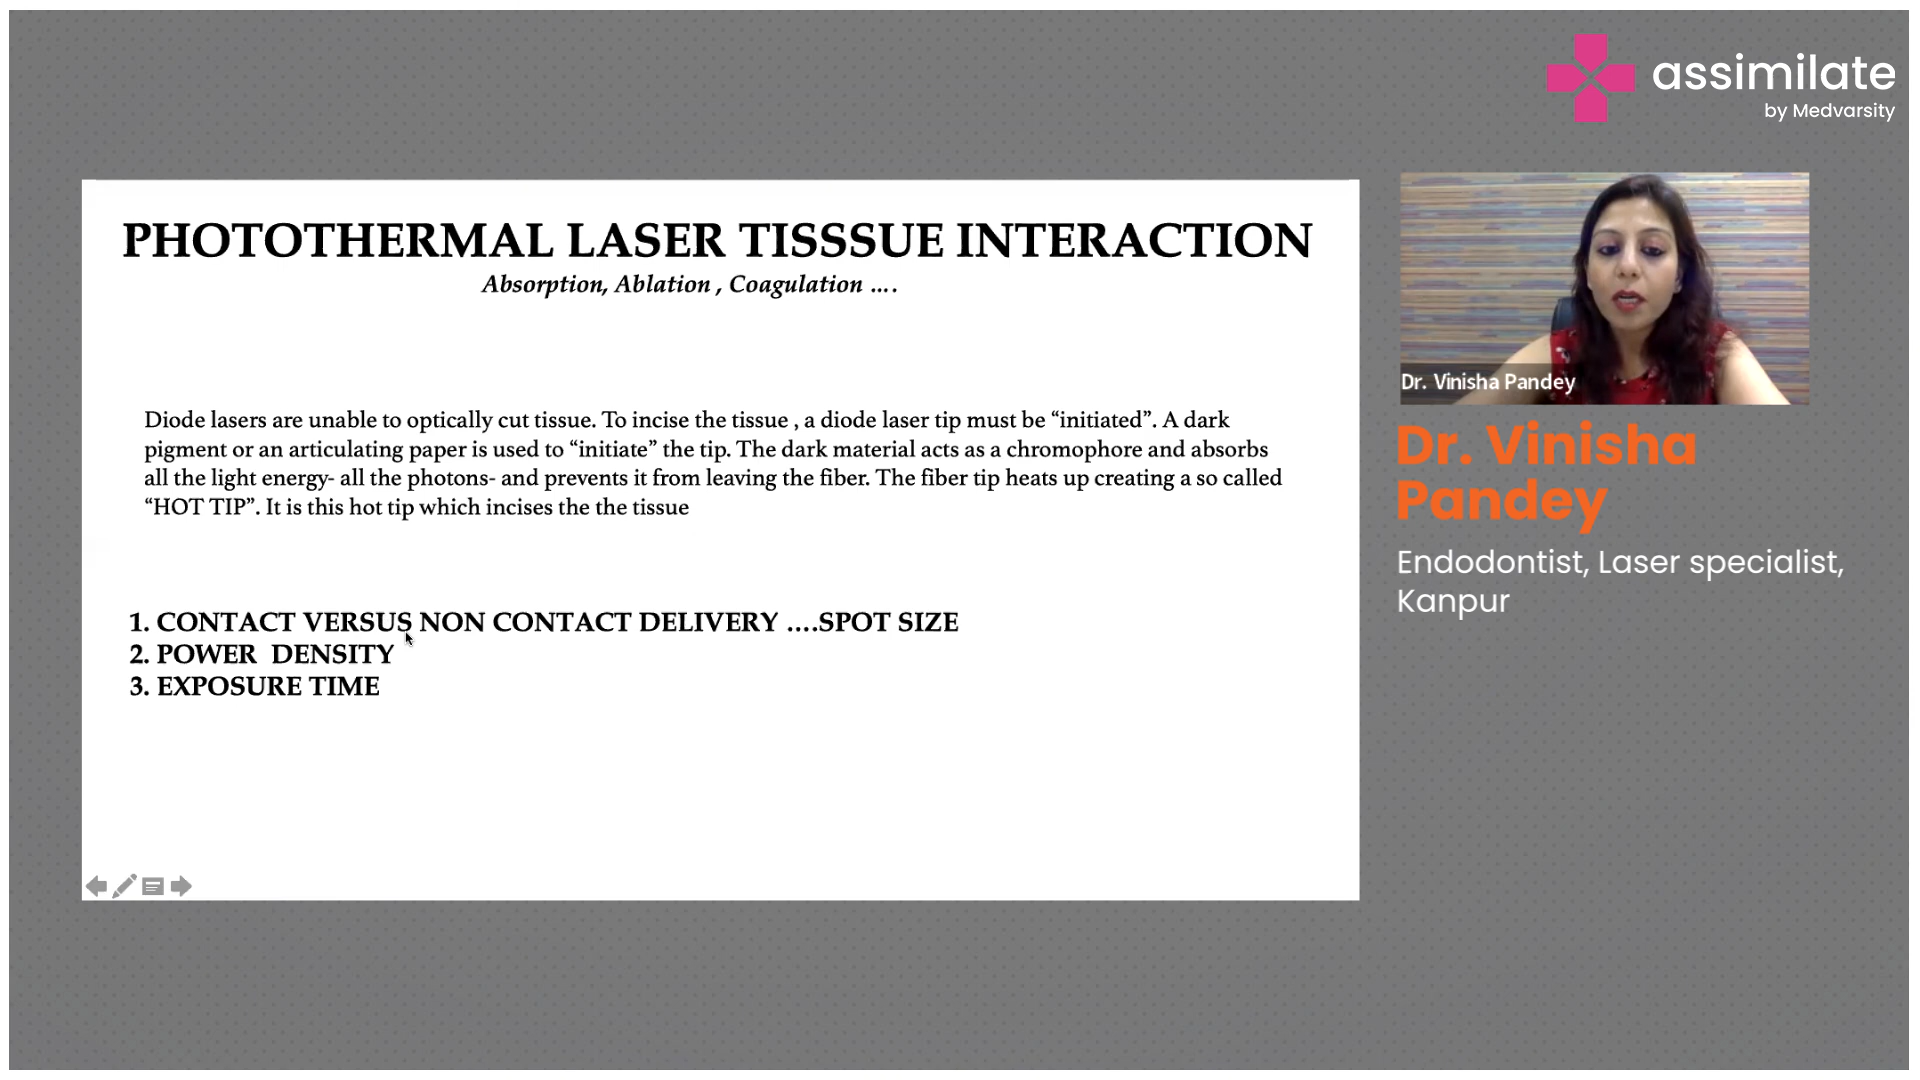 assimilate
by Medvarsity
PHOTOTHERMAL LASER TISSSUE INTERACTION
Absorption, Ablation , Coagulation ....
Diode lasers are unable to optically cut tissue. To incise the tissue , a diode laser tip must be “initiated”. A dark
pigment or an articulating paper is used to “initiate” the tip. The dark material acts as a chromophore and absorbs
all the light energy- all the photons- and prevents it from leaving the fiber. The fiber tip heats up creating a so called
“HOT TIP”. It is this hot tip which incises the the tissue
1. CONTACT VERSUS NON CONTACT DELIVERY ....SPOT SIZE
2. POWER DENSITY
3. EXPOSURE TIME
Dr. Vinisha Pandey
Dr. Vinisha
Pandey
Endodontist, Laser specialist,
Kanpur